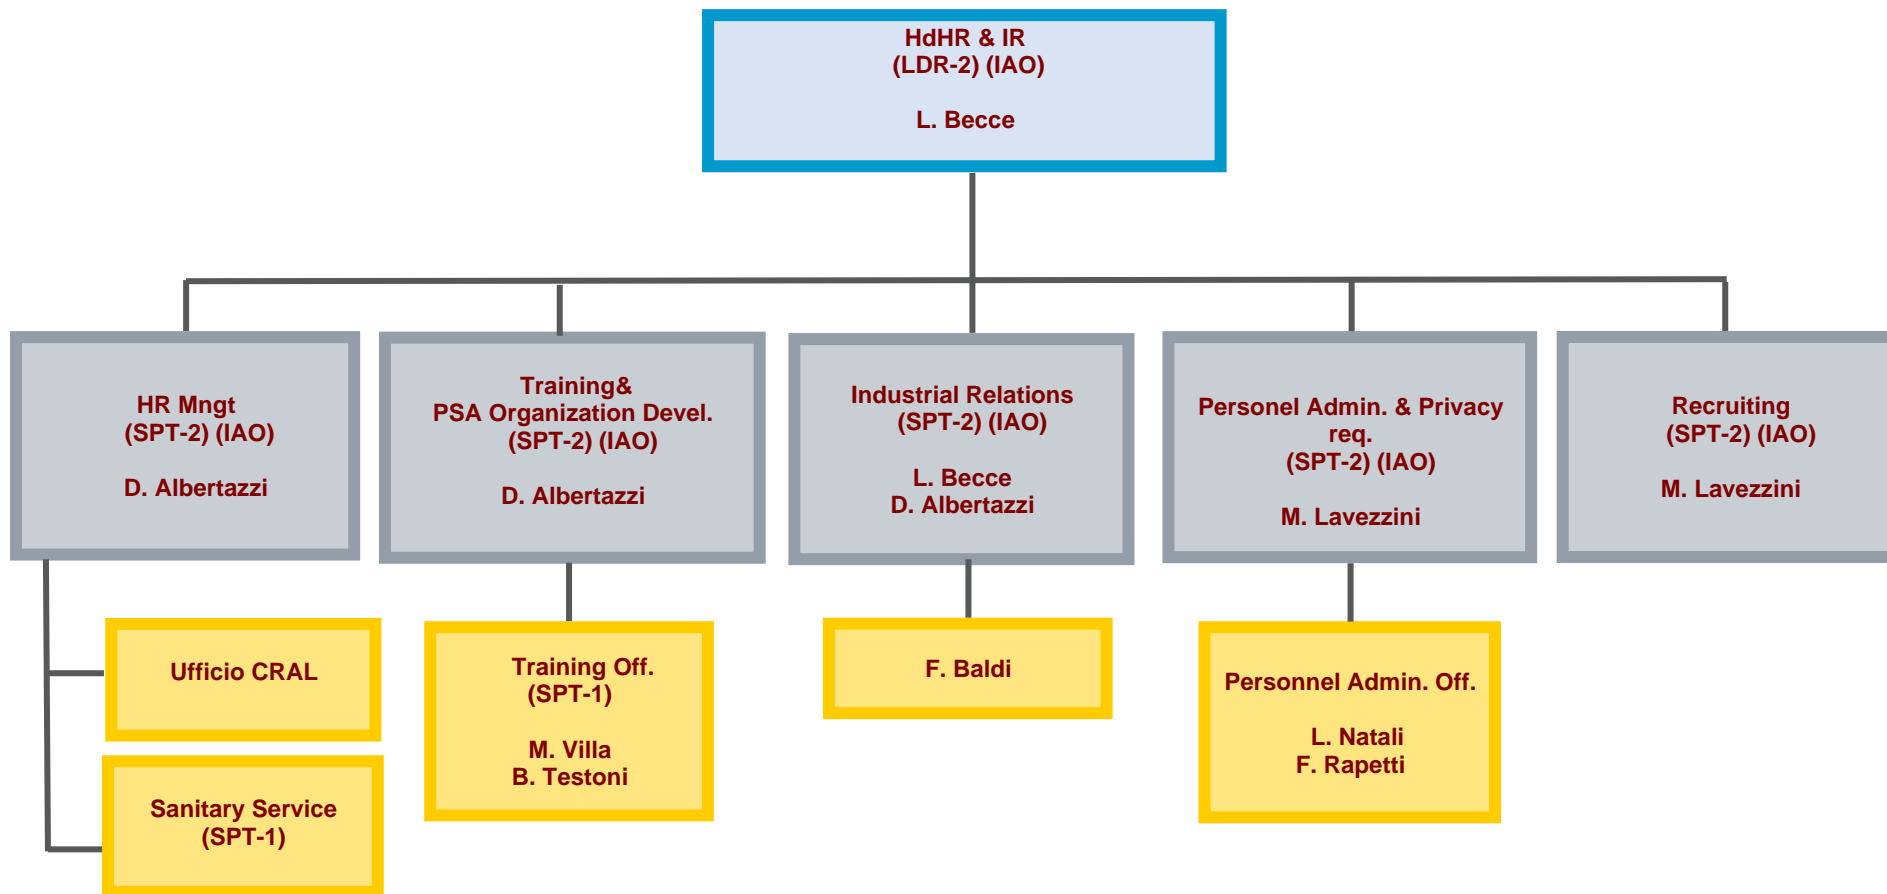 HdHR & IR
(LDR-2) (IAO)
L. Becce
HR Mngt
(SPT-2) (IAO)
D. Albertazzi
Training&
PSA Organization Devel.
(SPT-2) (IAO)
D. Albertazzi
Industrial Relations
(SPT-2) (IAO)
L. Becce
D. Albertazzi
Personel Admin. & Privacy
req.
(SPT-2) (IAO)
M. Lavezzini
Recruiting
(SPT-2) (IAO)
M. Lavezzini
Ufficio CRAL
Sanitary Service
(SPT-1)
Training Off.
(SPT-1)
M. Villa
B. Testoni
F. Baldi
Personnel Admin. Off.
L. Natali
F. Rapetti